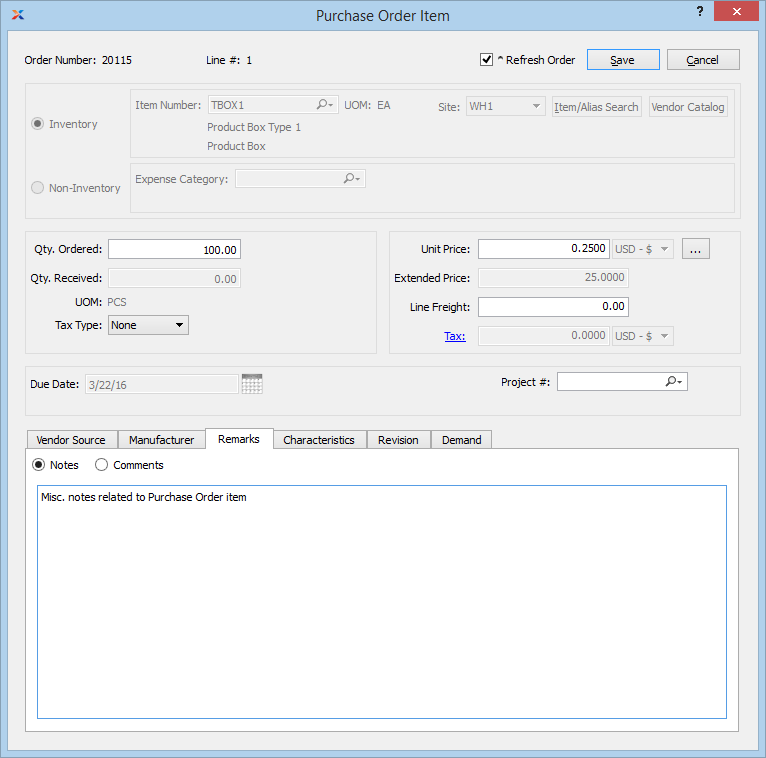 Purchase Order Item
?
Order Number: 20115 Line #: 1 ^ Refresh Order Save Cancel
Inventory
Item Number: TBOX1 UOM: EA Site: WH1 Item/Alias Search Vendor Catalog
Product Box Type 1
Product Box
Non-Inventory
Expense Category:
Qty. Ordered: 100.00
Qty. Received: 0.00
UOM: PCS
Tax Type: None
Unit Price: 0.2500 USD - $ ...
Extended Price: 25.0000
Line Freight: 0.00
Tax: 0.0000 USD - $
Due Date: 3/22/16 Project #:
Vendor Source Manufacturer Remarks Characteristics Revision Demand
Notes Comments
Misc. notes related to Purchase Order item